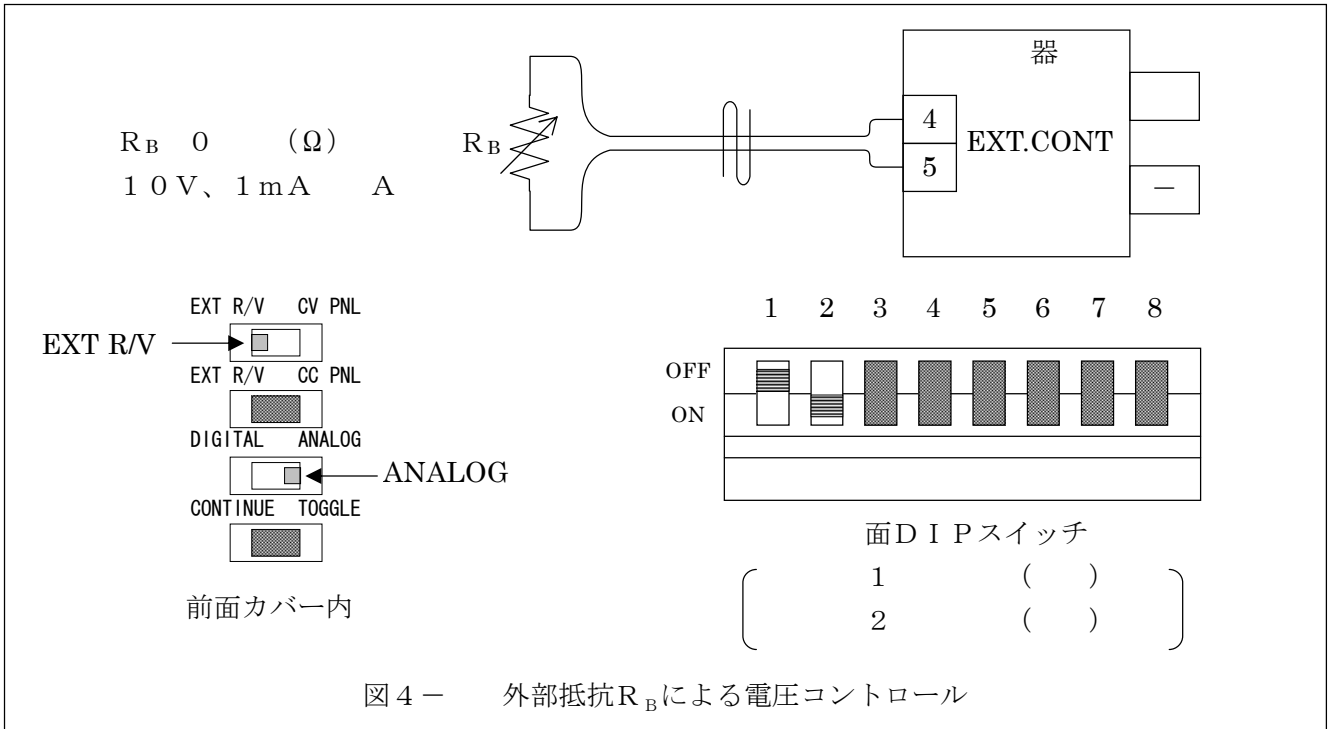 器
4
5
EXT.CONT
−
RB
RB 0 (Ω)
10V、1mA A
EXT R/V CV PNL
EXT R/V
EXT R/V CC PNL
DIGITAL ANALOG
ANALOG
CONTINUE TOGGLE
前面カバー内
1 2 3 4 5 6 7 8
OFF
ON
面DIPスイッチ
1 ( )
2 ( )
図4− 外部抵抗RBによる電圧コントロール